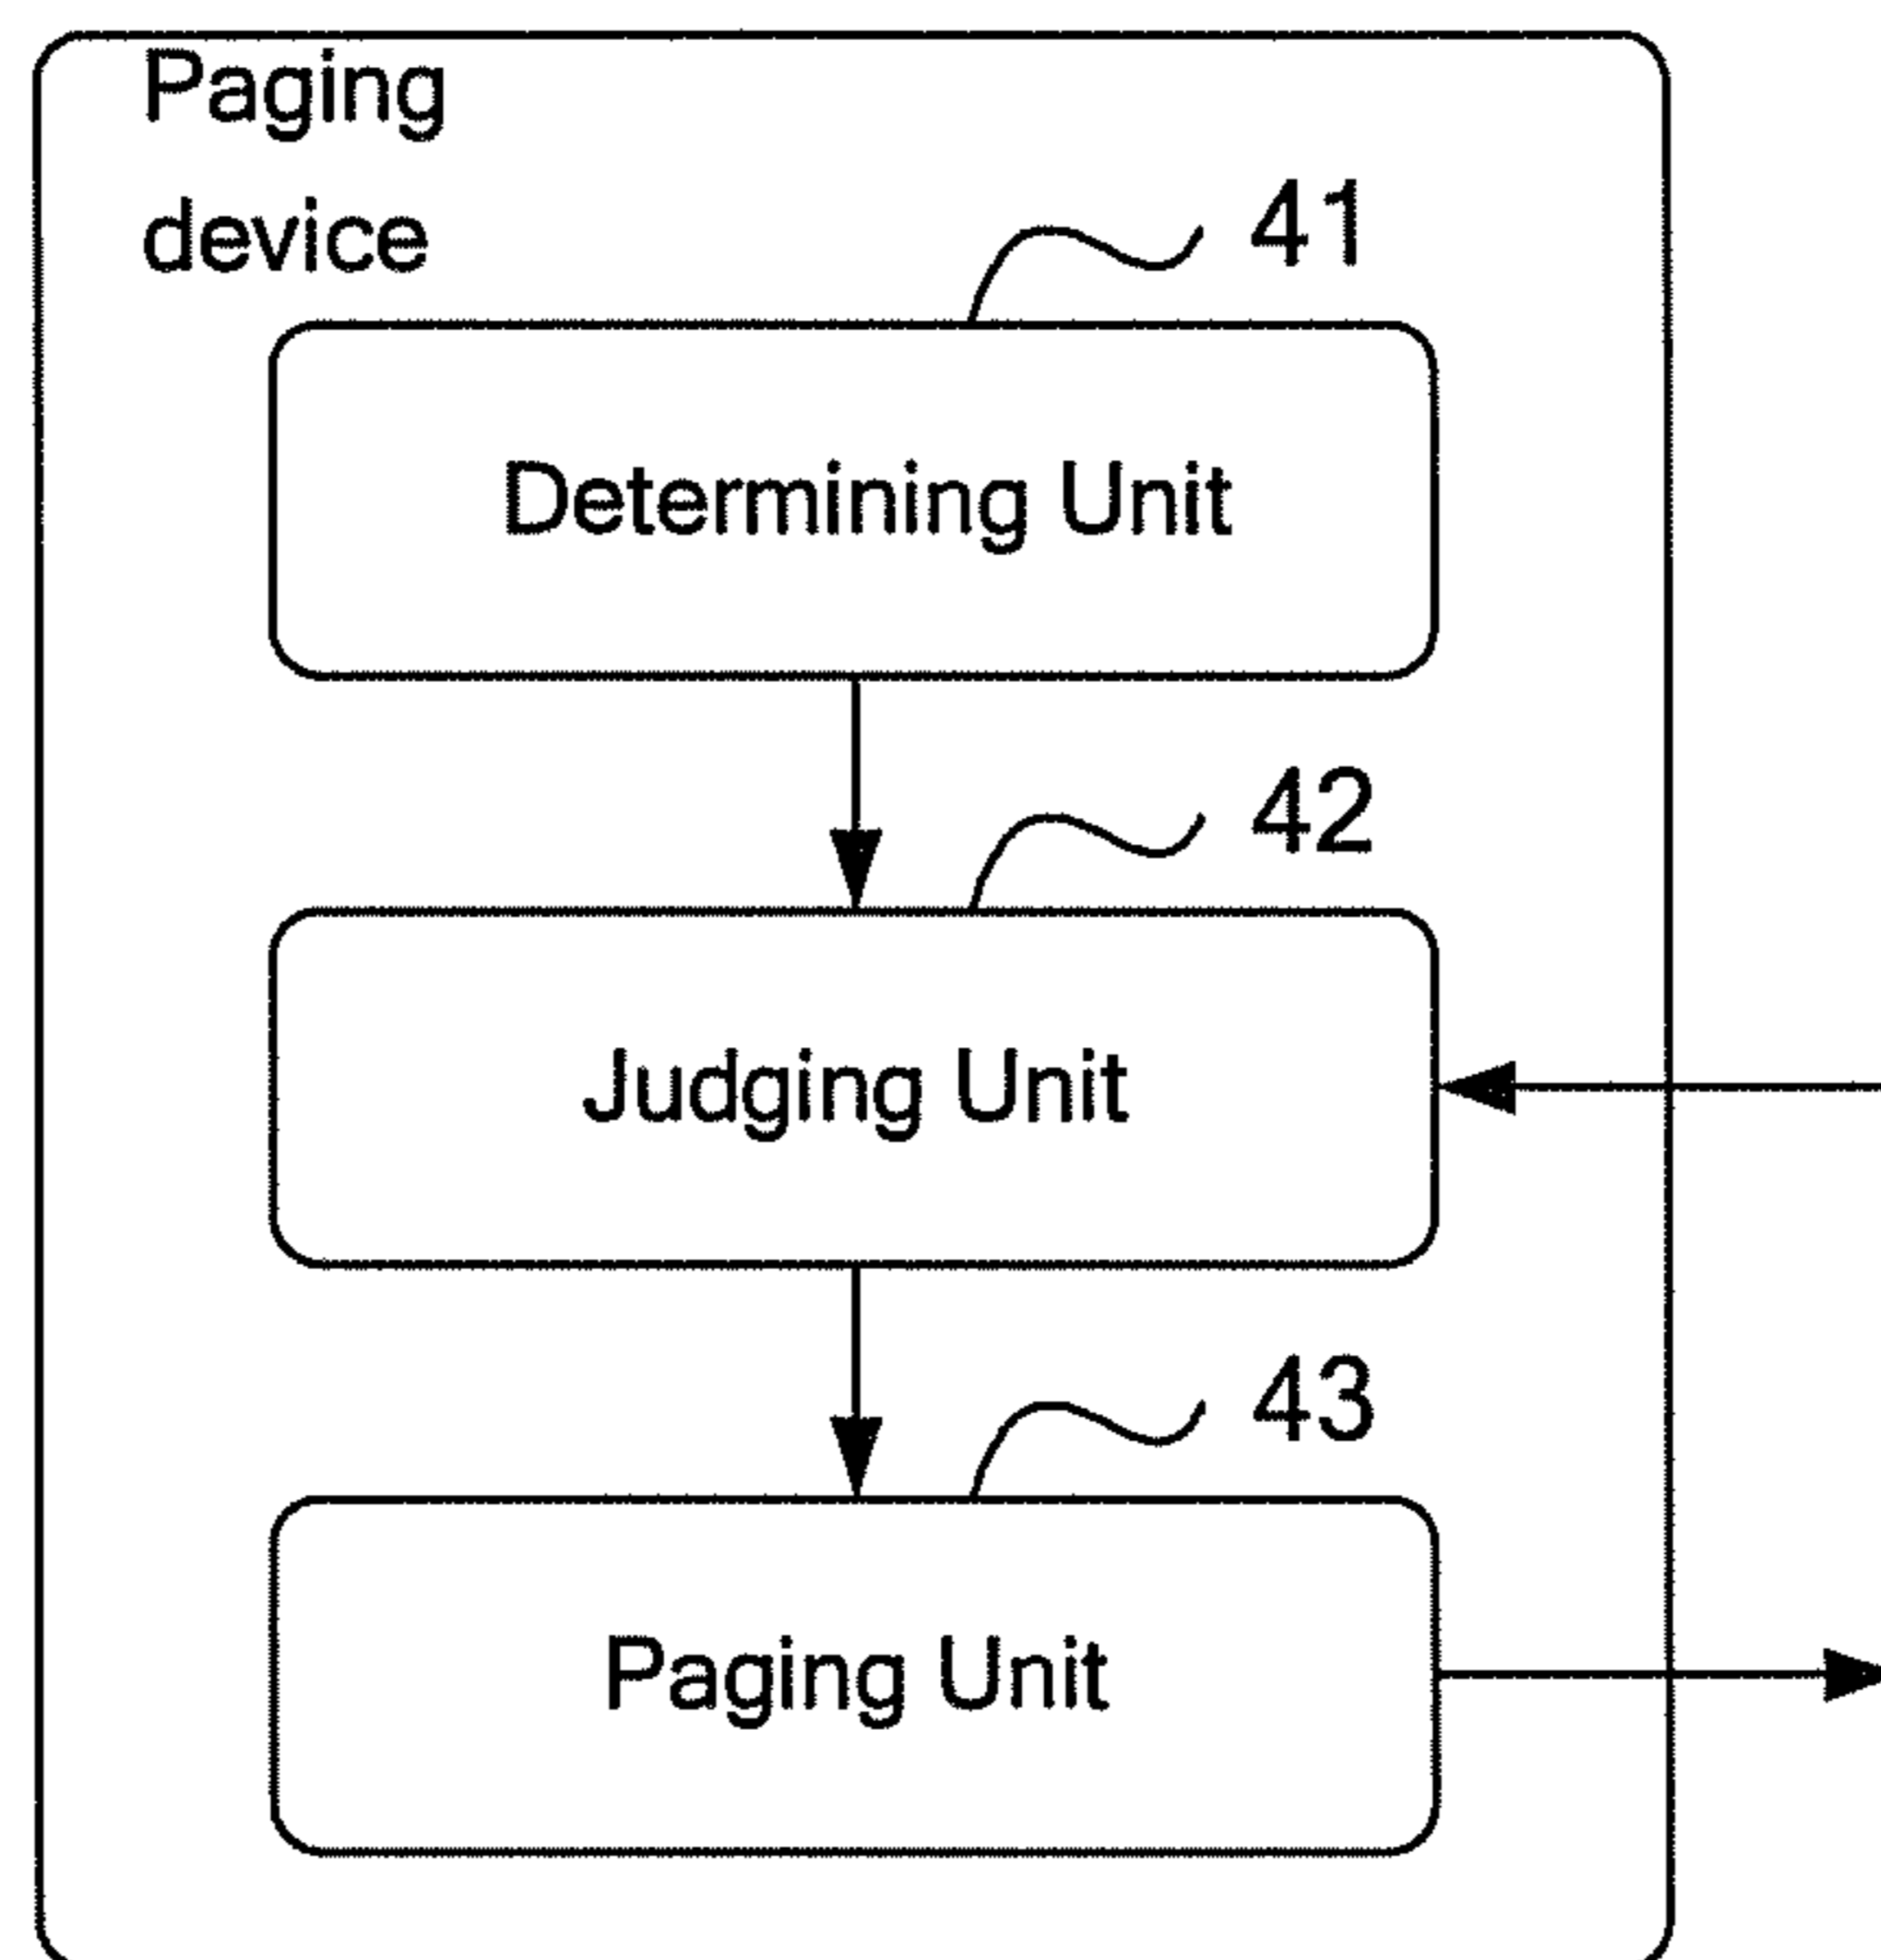 Paging
device
41
Determining Unit
42
Judging Unit
43
Paging Unit